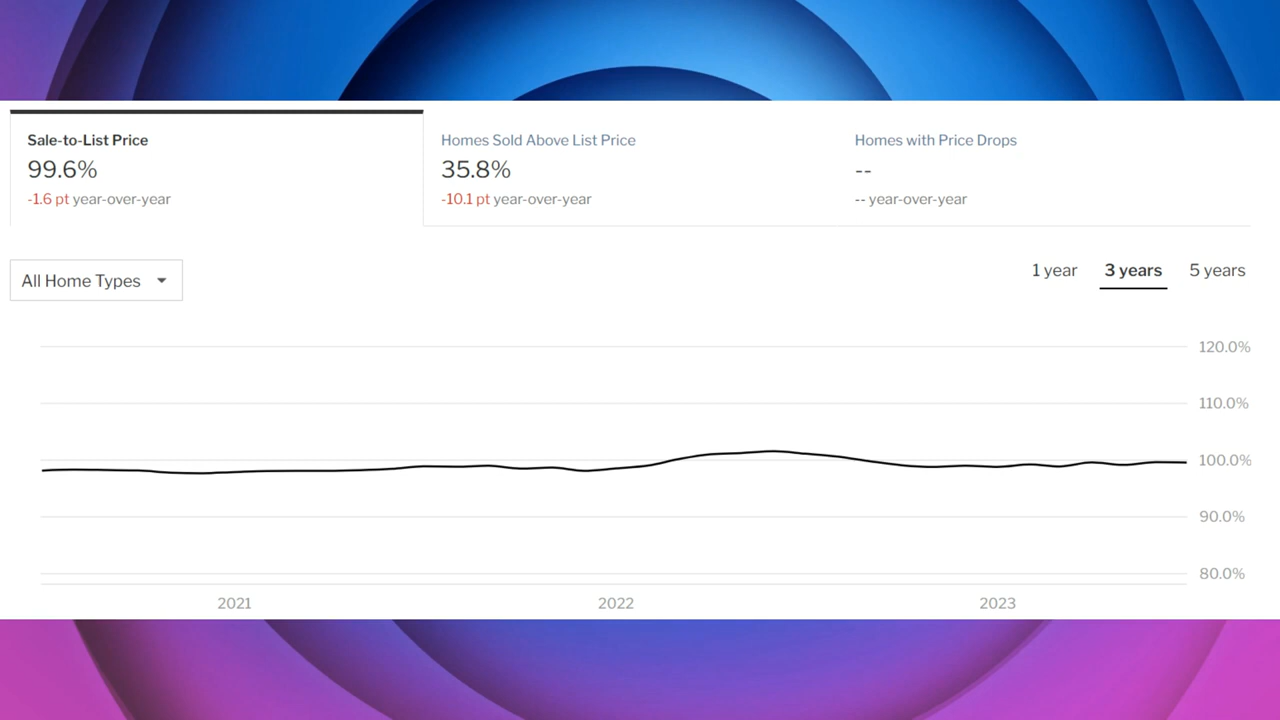 Sale-to-List Price
99.6%
-1.6 pt year-over-year
Homes Sold Above List Price
35.8%
-10.1 pt year-over-year
Homes with Price Drops
--
-- year-over-year
All Home Types
1 year 3 years 5 years
120.0%
110.0%
100.0%
90.0%
80.0%
2021 2022 2023